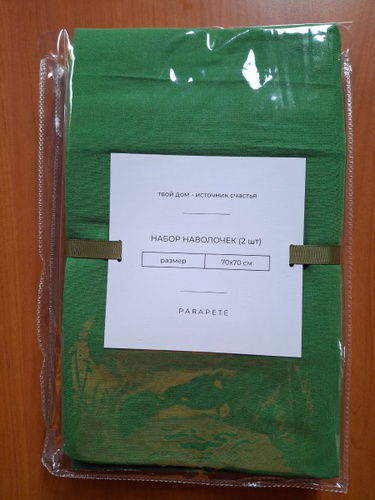 твой дом - источник счастья
НАБОР НАВОЛОЧЕК (2 шт)
размер 70х70 см
PARAPETE